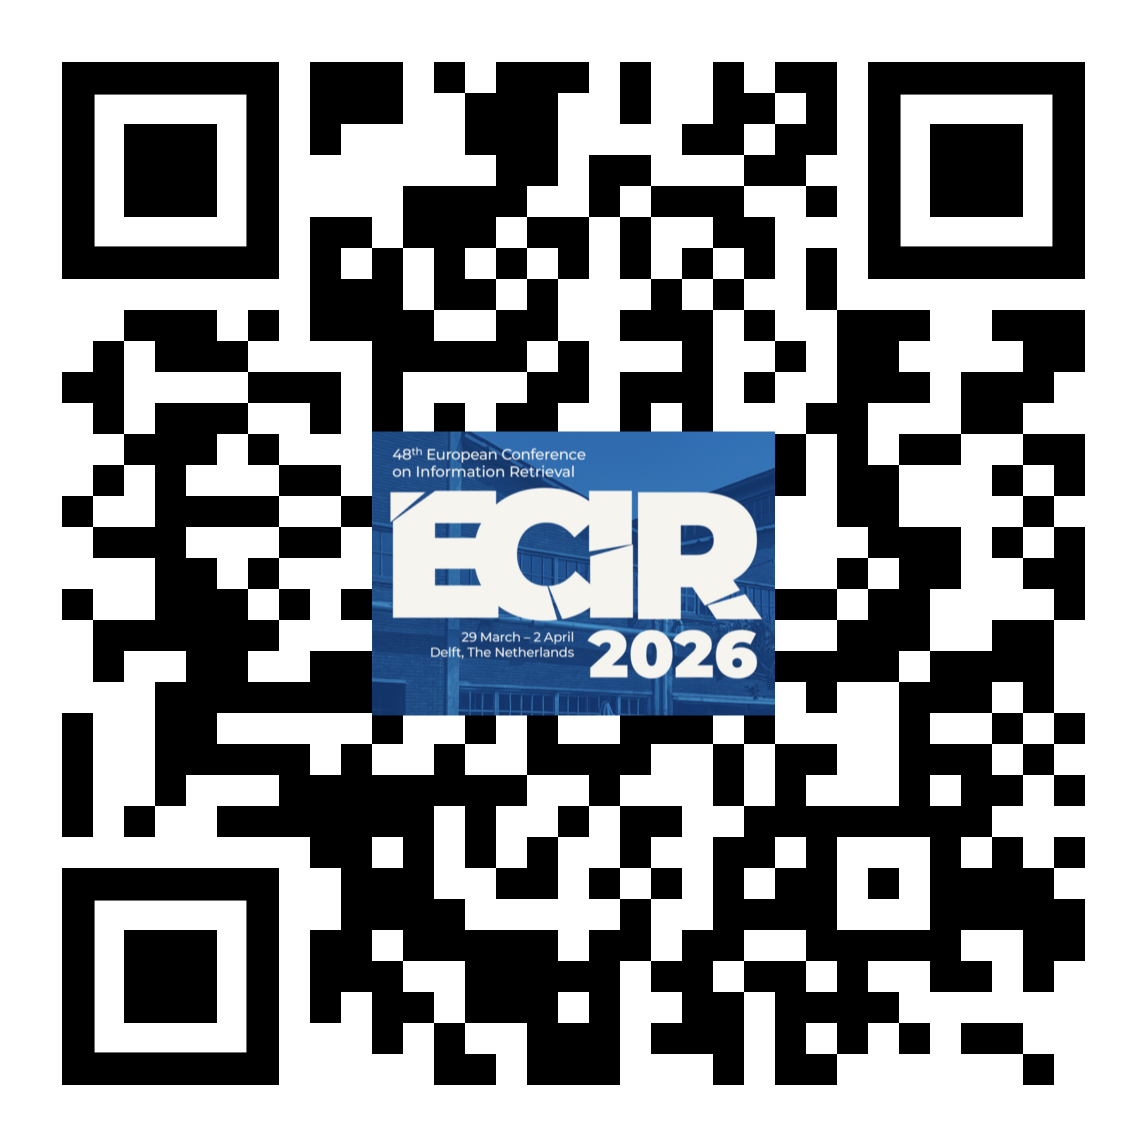 48th European Conference
on Information Retrieval
ECIR
2026
29 March – 2 April
Delft, The Netherlands